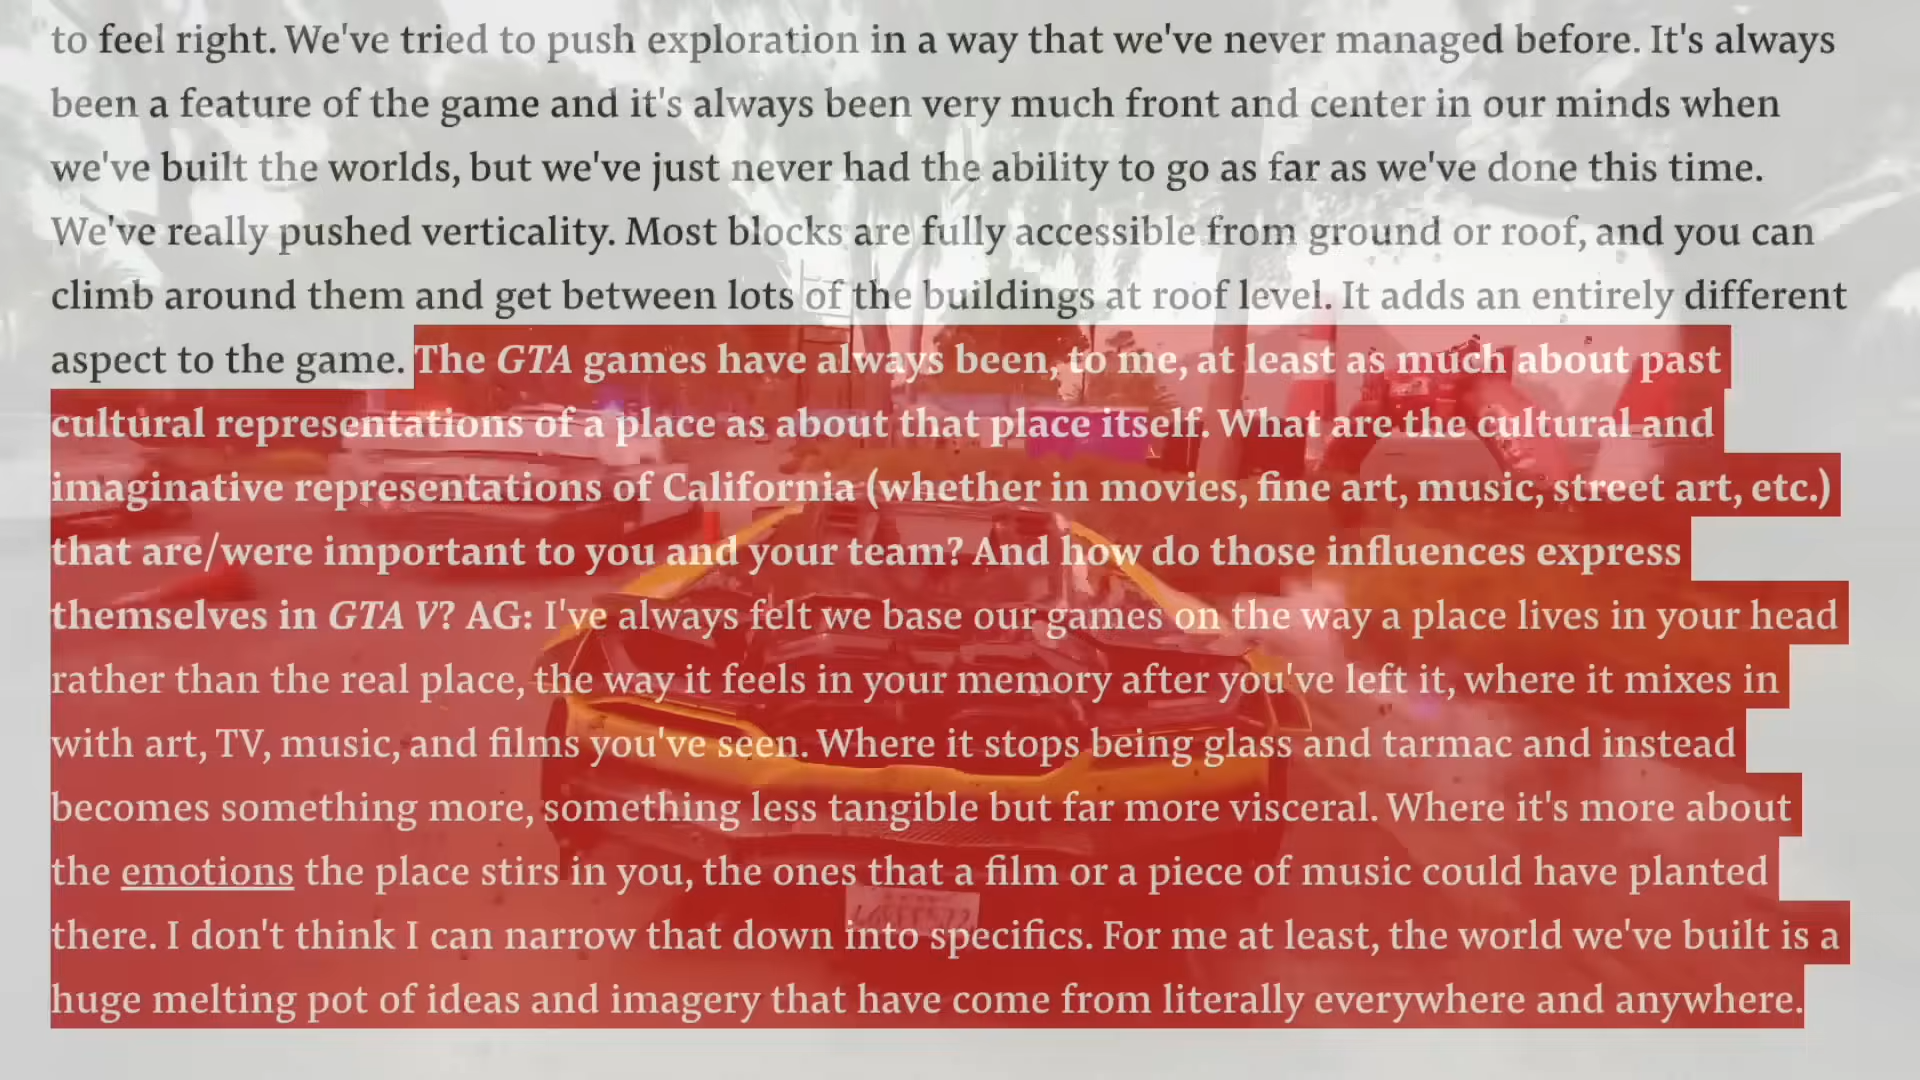 to feel right. We've tried to push exploration in a way that we've never managed before. It's always
been a feature of the game and it's always been very much front and center in our minds when
we've built the worlds, but we've just never had the ability to go as far as we've done this time.
We've really pushed verticality. Most blocks are fully accessible from ground or roof, and you can
climb around them and get between lots of the buildings at roof level. It adds an entirely different
aspect to the game. The GTA games have always been, to me, at least as much about past
cultural representations of a place as about that place itself. What are the cultural and
imaginative representations of California (whether in movies, fine art, music, street art, etc.)
that are/were important to you and your team? And how do those influences express
themselves in GTA V? AG: I've always felt we base our games on the way a place lives in your head
rather than the real place, the way it feels in your memory after you've left it, where it mixes in
with art, TV, music, and films you've seen. Where it stops being glass and tarmac and instead
becomes something more, something less tangible but far more visceral. Where it's more about
the emotions the place stirs in you, the ones that a film or a piece of music could have planted
there. I don't think I can narrow that down into specifics. For me at least, the world we've built is a
huge melting pot of ideas and imagery that have come from literally everywhere and anywhere.